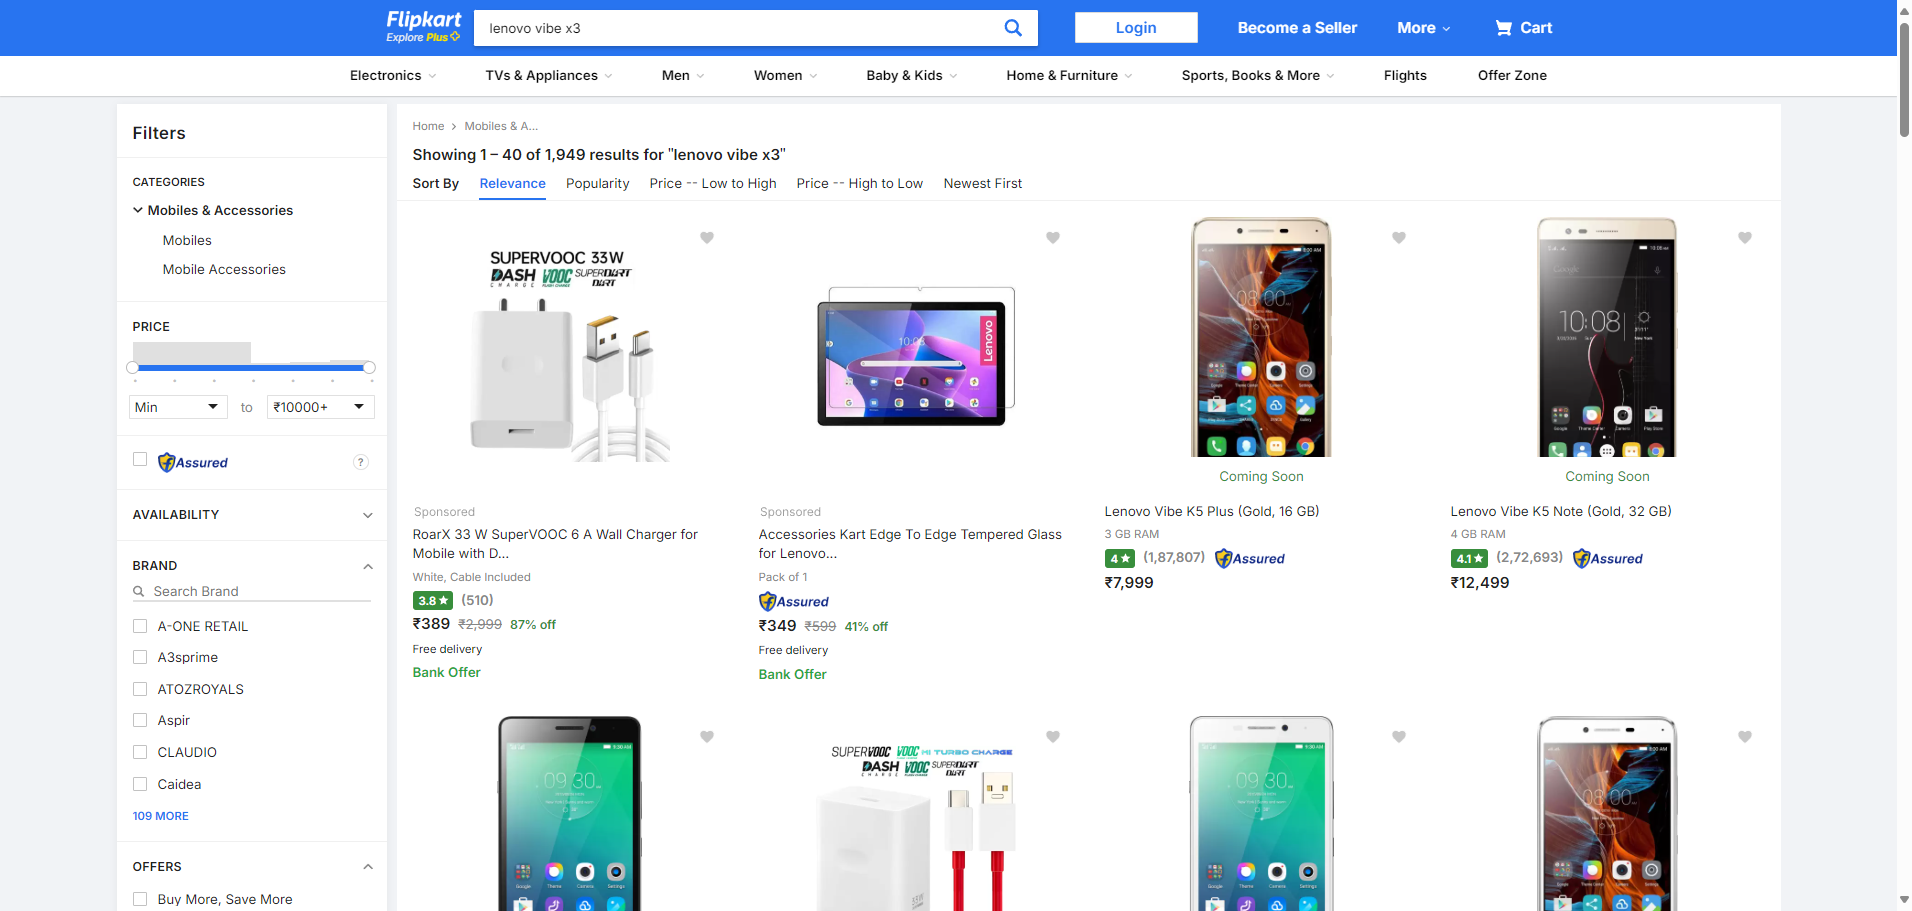 Flipkart
Explore Plus
lenovo vibe x3
Login
Become a Seller
More
Cart
Electronics
TVs & Appliances
Men
Women
Baby & Kids
Home & Furniture
Sports, Books & More
Flights
Offer Zone
Filters
CATEGORIES
Mobiles & Accessories
Mobiles
Mobile Accessories
PRICE
Min
to
₹10000+
Assured
?
AVAILABILITY
BRAND
Search Brand
A-ONE RETAIL
A3sprime
ATOZROYALS
Aspir
CLAUDIO
Caidea
109 MORE
OFFERS
Buy More, Save More
Home
Mobiles & A...
Showing 1 – 40 of 1,949 results for "lenovo vibe x3"
Sort By
Relevance
Popularity
Price -- Low to High
Price -- High to Low
Newest First
SUPERVOOC 33W
DASH VOOC SUPERDART
CHARGE FLASH CHARGE DART
Sponsored
RoarX 33 W SuperVOOC 6 A Wall Charger for
Mobile with D...
White, Cable Included
3.8★ (510)
₹389 ₹2,999 87% off
Free delivery
Bank Offer
Lenovo
10:08
Sponsored
Accessories Kart Edge To Edge Tempered Glass
for Lenovo...
Pack of 1
Assured
₹349 ₹599 41% off
Free delivery
Bank Offer
08:00
Coming Soon
Lenovo Vibe K5 Plus (Gold, 16 GB)
3 GB RAM
4★ (1,87,807) Assured
₹7,999
Google
10:08
Coming Soon
Lenovo Vibe K5 Note (Gold, 32 GB)
4 GB RAM
4.1★ (2,72,693) Assured
₹12,499
09:30
SUPERVOOC VOOC MI TURBO CHARGE
DASH VOOC SUPERDART
CHARGE FLASH CHARGE DART
09:30
08:00